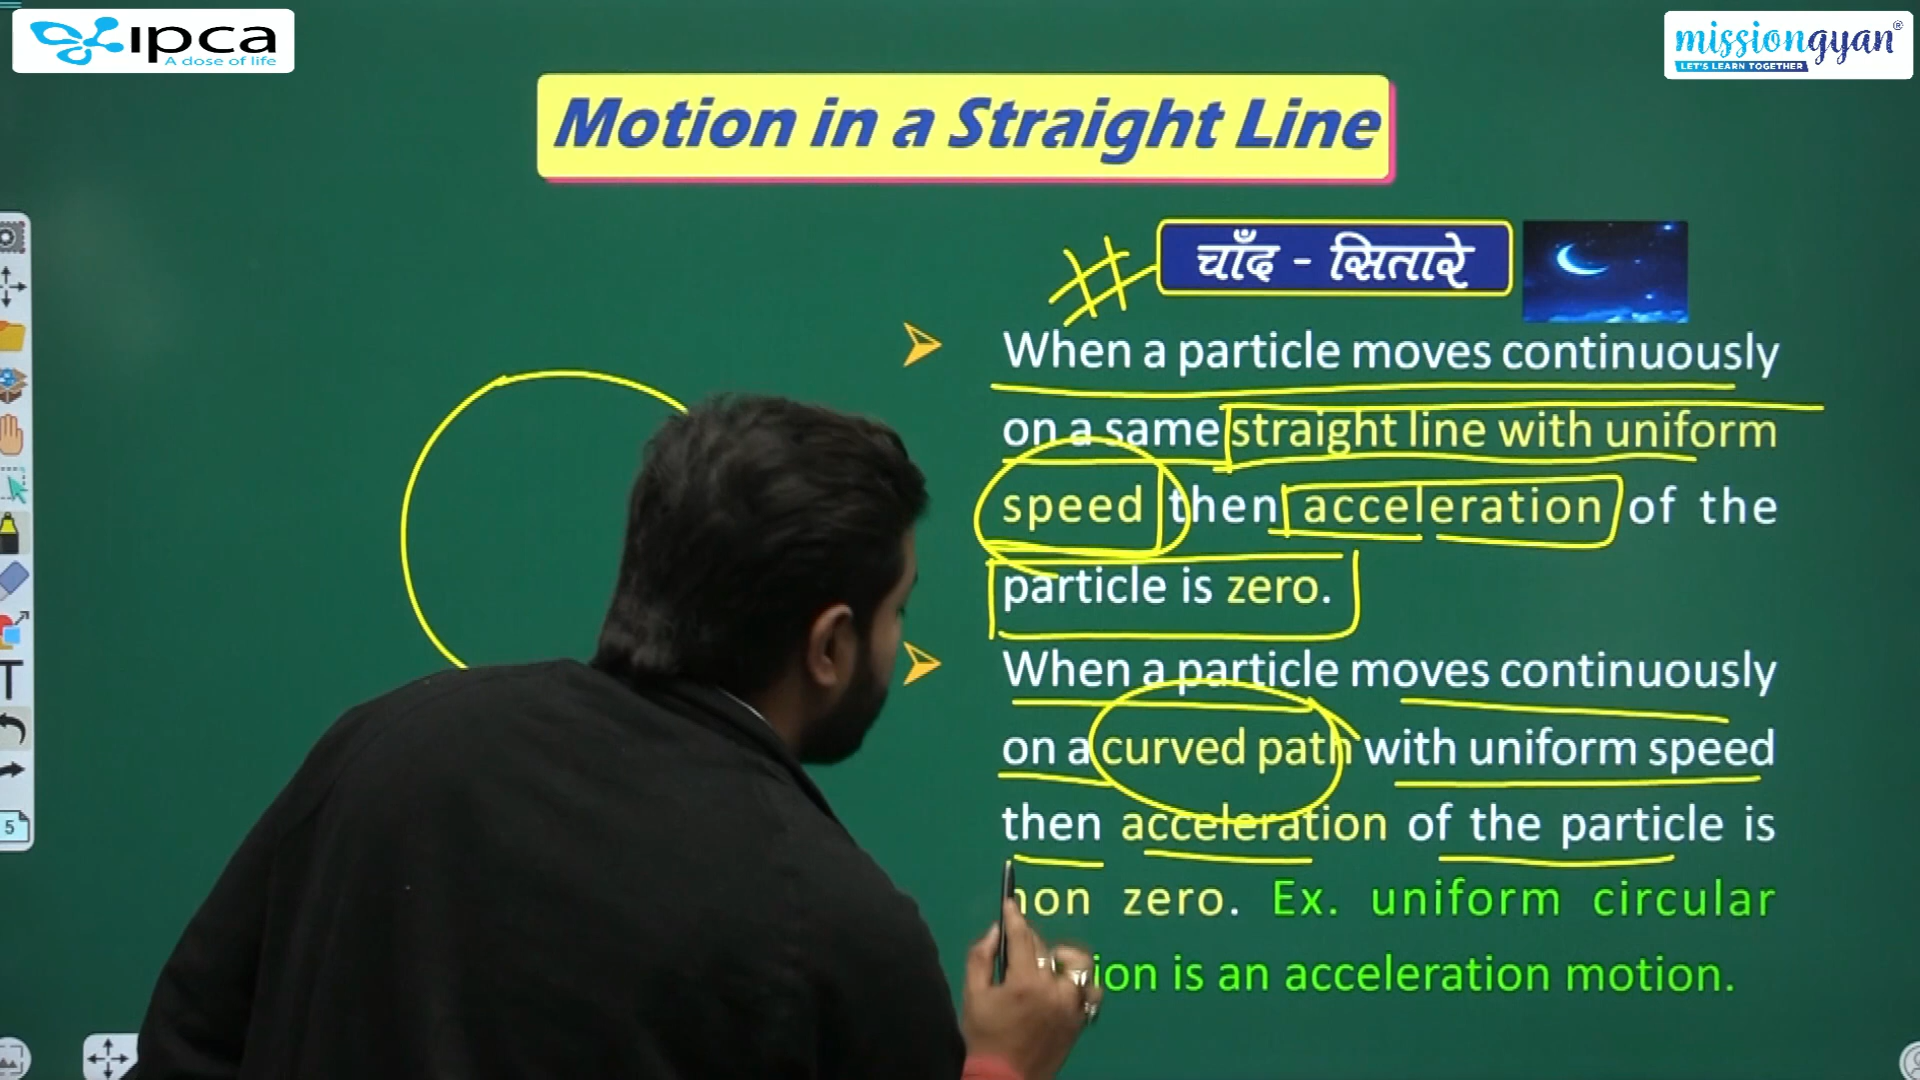 ipca
A dose of life
missiongyan®
LET'S LEARN TOGETHER
Motion in a Straight Line
# चाँद - सितारे
When a particle moves continuously
on a same straight line with uniform
speed then acceleration of the
particle is zero.
When a particle moves continuously
on a curved path with uniform speed
then acceleration of the particle is
non zero. Ex. uniform circular
is an acceleration motion.
T
5